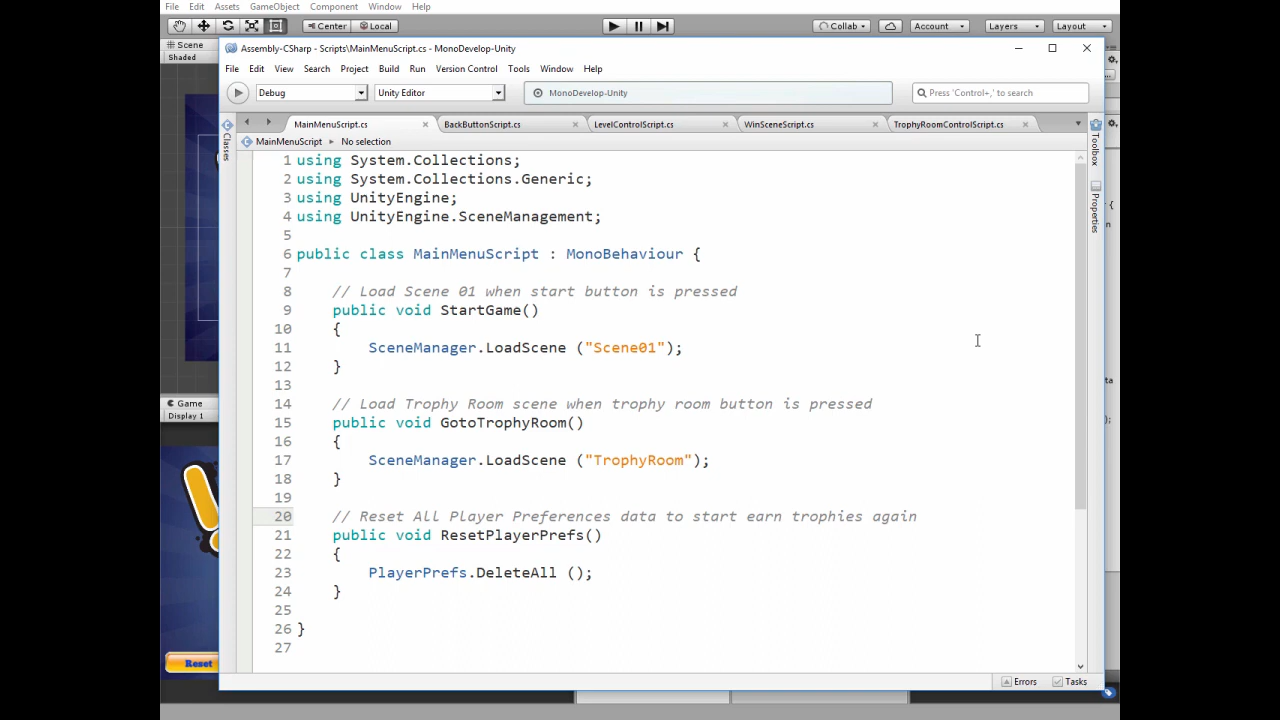 File Edit Assets GameObject Component Window Help
Center Local Collab Account Layers Layout
Scene
Shaded
Assembly-CSharp - Scripts\MainMenuScript.cs - MonoDevelop-Unity
File Edit View Search Project Build Run Version Control Tools Window Help
Debug Unity Editor MonoDevelop-Unity Press 'Control+,' to search
MainMenuScript.cs BackButtonScript.cs LevelControlScript.cs WinSceneScript.cs TrophyRoomControlScript.cs
MainMenuScript No selection
Classes
Toolbox
Properties
1 using System.Collections;
2 using System.Collections.Generic;
3 using UnityEngine;
4 using UnityEngine.SceneManagement;
5
6 public class MainMenuScript : MonoBehaviour {
7
8 // Load Scene 01 when start button is pressed
9 public void StartGame()
10 {
11 SceneManager.LoadScene ("Scene01");
12 }
13
14 // Load Trophy Room scene when trophy room button is pressed
15 public void GotoTrophyRoom()
16 {
17 SceneManager.LoadScene ("TrophyRoom");
18 }
19
20 // Reset All Player Preferences data to start earn trophies again
21 public void ResetPlayerPrefs()
22 {
23 PlayerPrefs.DeleteAll ();
24 }
25
26 }
27
Game
Display 1
Reset
Errors Tasks